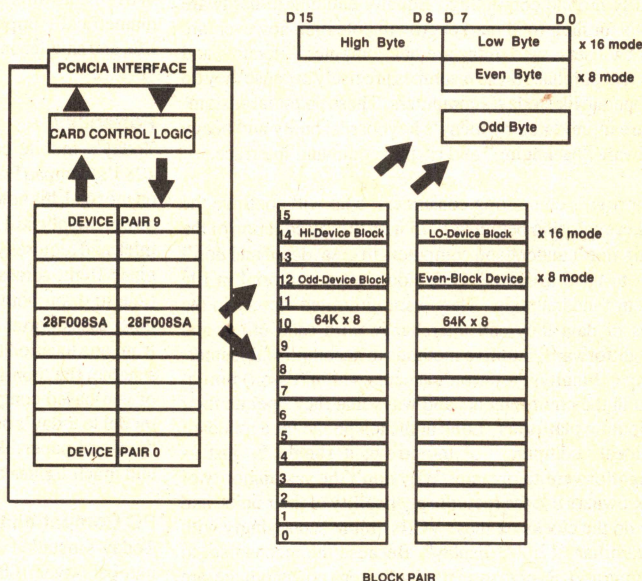 D 15 D 8 D 7 D 0
High Byte Low Byte x 16 mode
Even Byte x 8 mode
Odd Byte
PCMCIA INTERFACE
CARD CONTROL LOGIC
DEVICE PAIR 9
28F008SA 28F008SA
DEVICE PAIR 0
15
14 HI-Device Block LO-Device Block x 16 mode
13
12 Odd-Device Block Even-Block Device x 8 mode
11
10 64K x 8 64K x 8
9
8
7
6
5
4
3
2
1
0
BLOCK PAIR